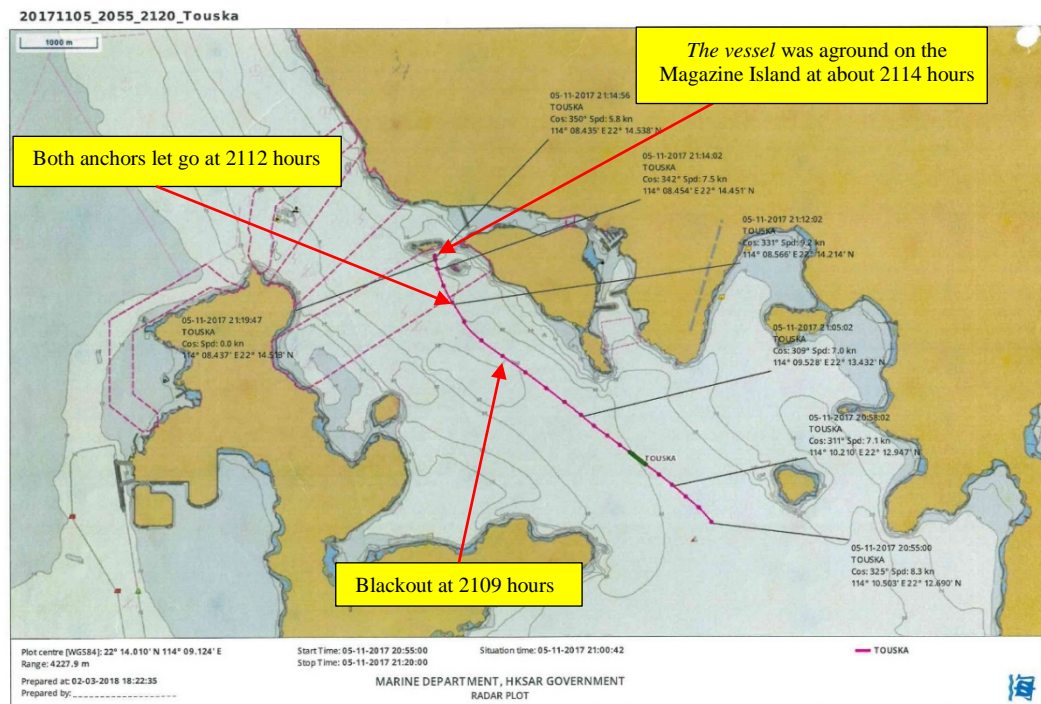 20171105_2055_2120_Touska
1000 m
The vessel was aground on the
Magazine Island at about 2114 hours
05-11-2017 21:14:56
TOUSKA
Cos: 350° Spd: 5.8 kn
114° 08.435' E 22° 14.538' N
Both anchors let go at 2112 hours
05-11-2017 21:14:02
TOUSKA
Cos: 342° Spd: 7.5 kn
114° 08.454' E 22° 14.451' N
05-11-2017 21:12:02
TOUSKA
Cos: 331° Spd: 9.2 kn
114° 08.566' E 22° 14.214' N
05-11-2017 21:19:47
TOUSKA
Cos: Spd: 0.0 kn
114° 08.437' E 22° 14.513' N
05-11-2017 21:05:02
TOUSKA
Cos: 309° Spd: 7.0 kn
114° 09.528' E 22° 13.432' N
05-11-2017 20:58:02
TOUSKA
Cos: 311° Spd: 7.1 kn
114° 10.210' E 22° 12.947' N
TOUSKA
05-11-2017 20:55:00
TOUSKA
Cos: 325° Spd: 8.3 kn
114° 10.503' E 22° 12.690' N
Blackout at 2109 hours
Plot centre [WGS84]: 22° 14.010' N 114° 09.124' E
Range: 4227.9 m
Start Time: 05-11-2017 20:55:00
Stop Time: 05-11-2017 21:20:00
Situation time: 05-11-2017 21:00:42
TOUSKA
Prepared at: 02-03-2018 18:22:35
Prepared by:
MARINE DEPARTMENT, HKSAR GOVERNMENT
RADAR PLOT